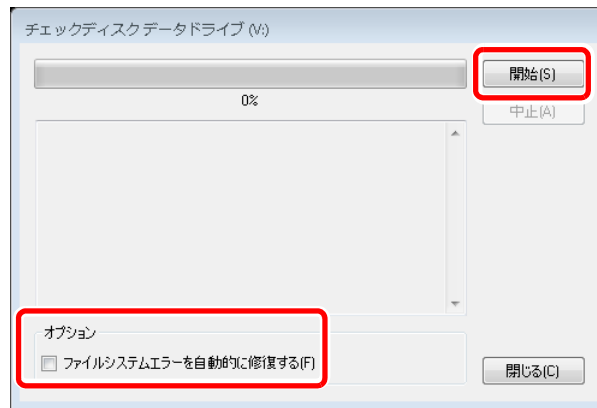 チェックディスク データドライブ (V:)
開始(S)
0%
中止(A)
オプション
ファイルシステムエラーを自動的に修復する(F)
閉じる(C)